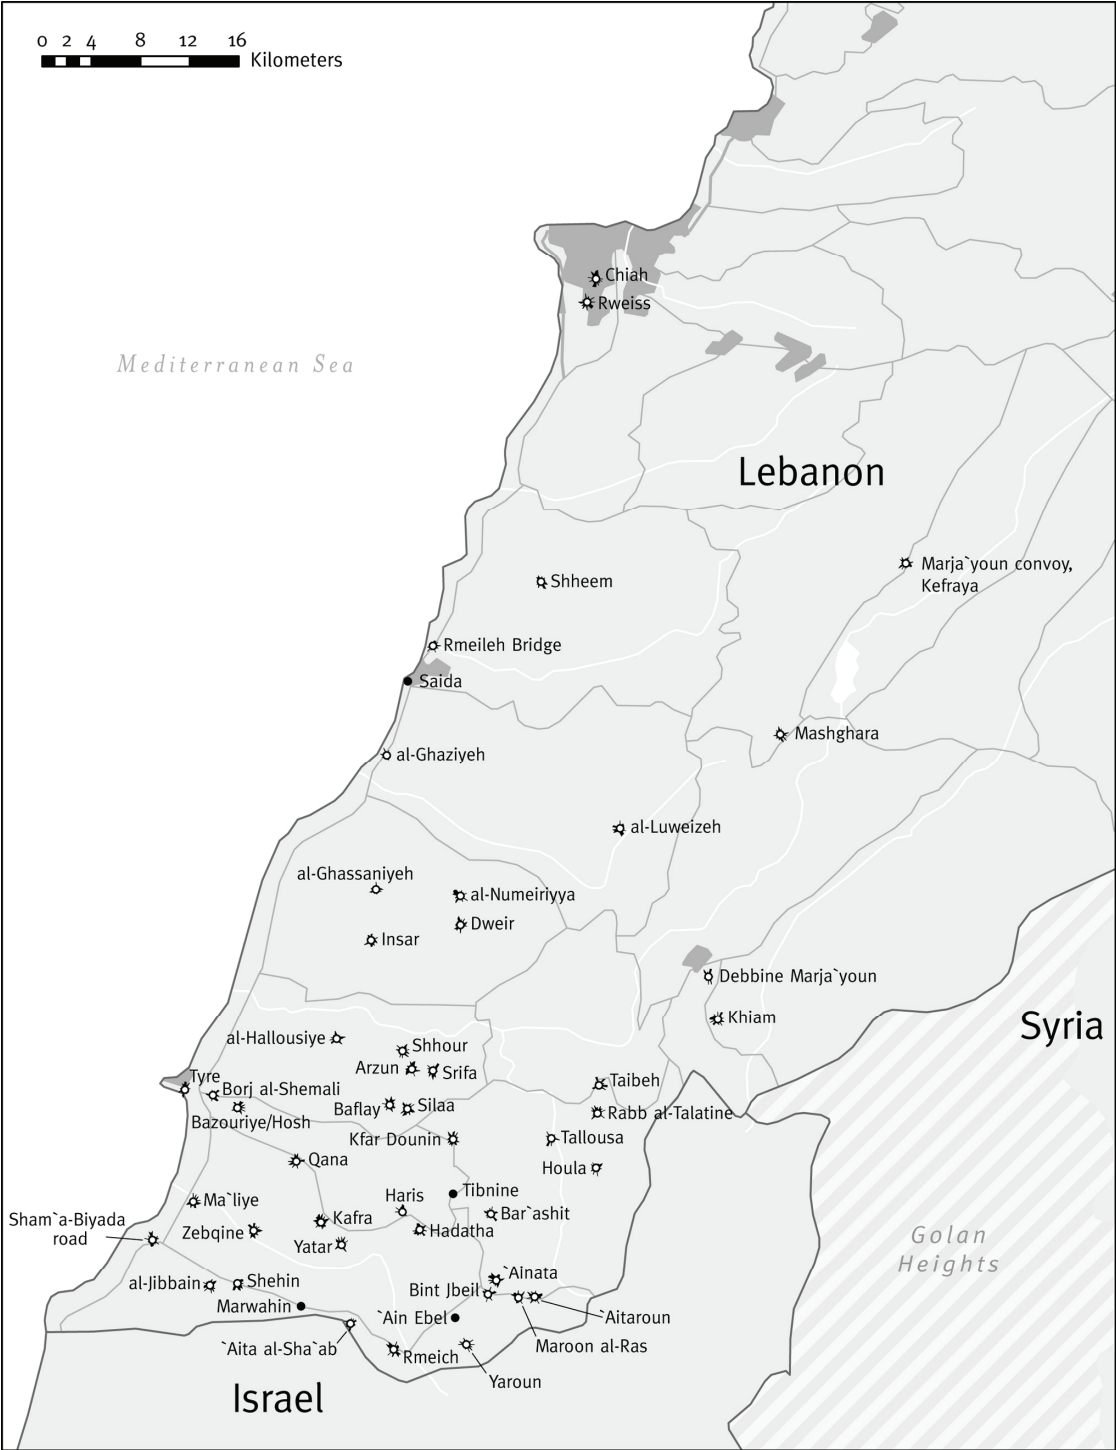 0 2 4 8 12 16
Kilometers
Chiah
Rweiss
Mediterranean Sea
Lebanon
Marja`youn convoy,
Kefraya
Shheem
Rmeileh Bridge
Saida
Mashghara
al-Ghaziyeh
al-Luweizeh
al-Ghassaniyeh
al-Numeiriyya
Dweir
Insar
Debbine Marja`youn
Khiam
Syria
al-Hallousiye
Shhour
Arzun
Srifa
Tyre
Taibeh
Borj al-Shemali
Baflay
Silaa
Rabb al-Talatine
Bazouriye/Hosh
Kfar Dounin
Tallousa
Qana
Houla
Tibnine
Ma`liye
Haris
Bar`ashit
Sham`a-Biyada
road
Kafra
Zebqine
Hadatha
Yatar
Golan
Heights
`Ainata
al-Jibbain
Shehin
Bint Jbeil
Marwahin
`Ain Ebel
`Aitaroun
`Aita al-Sha`ab
Maroon al-Ras
Rmeich
Yaroun
Israel